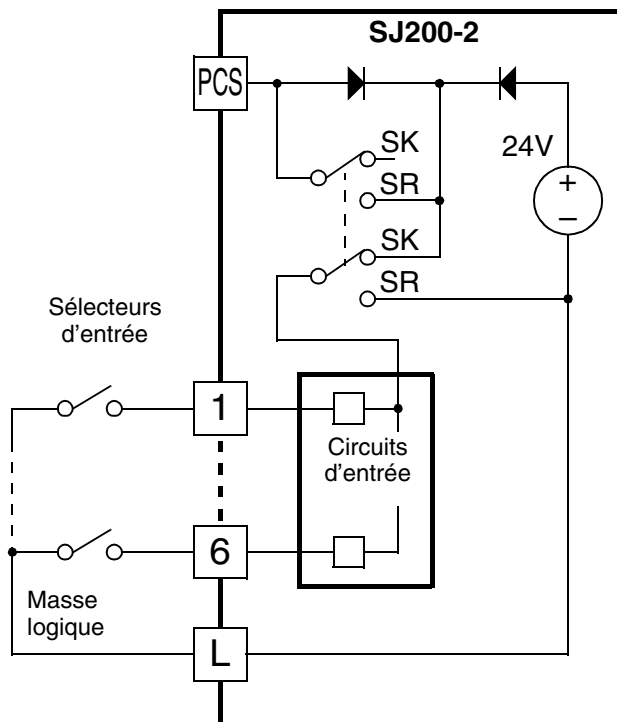 SJ200-2
PCS
SK
24V
+
SR
–
SK
SR
Sélecteurs
d'entrée
1
Circuits
d'entrée
6
Masse
logique
L